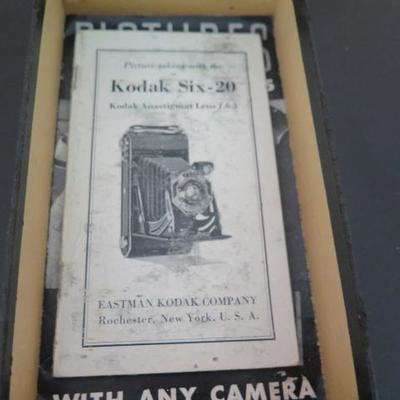 PICTURES
Picture taking with the
Kodak Six-20
Kodak Anastigmat Lens f.6.3
EASTMAN KODAK COMPANY
Rochester, New York, U. S. A.
WITH ANY CAMERA